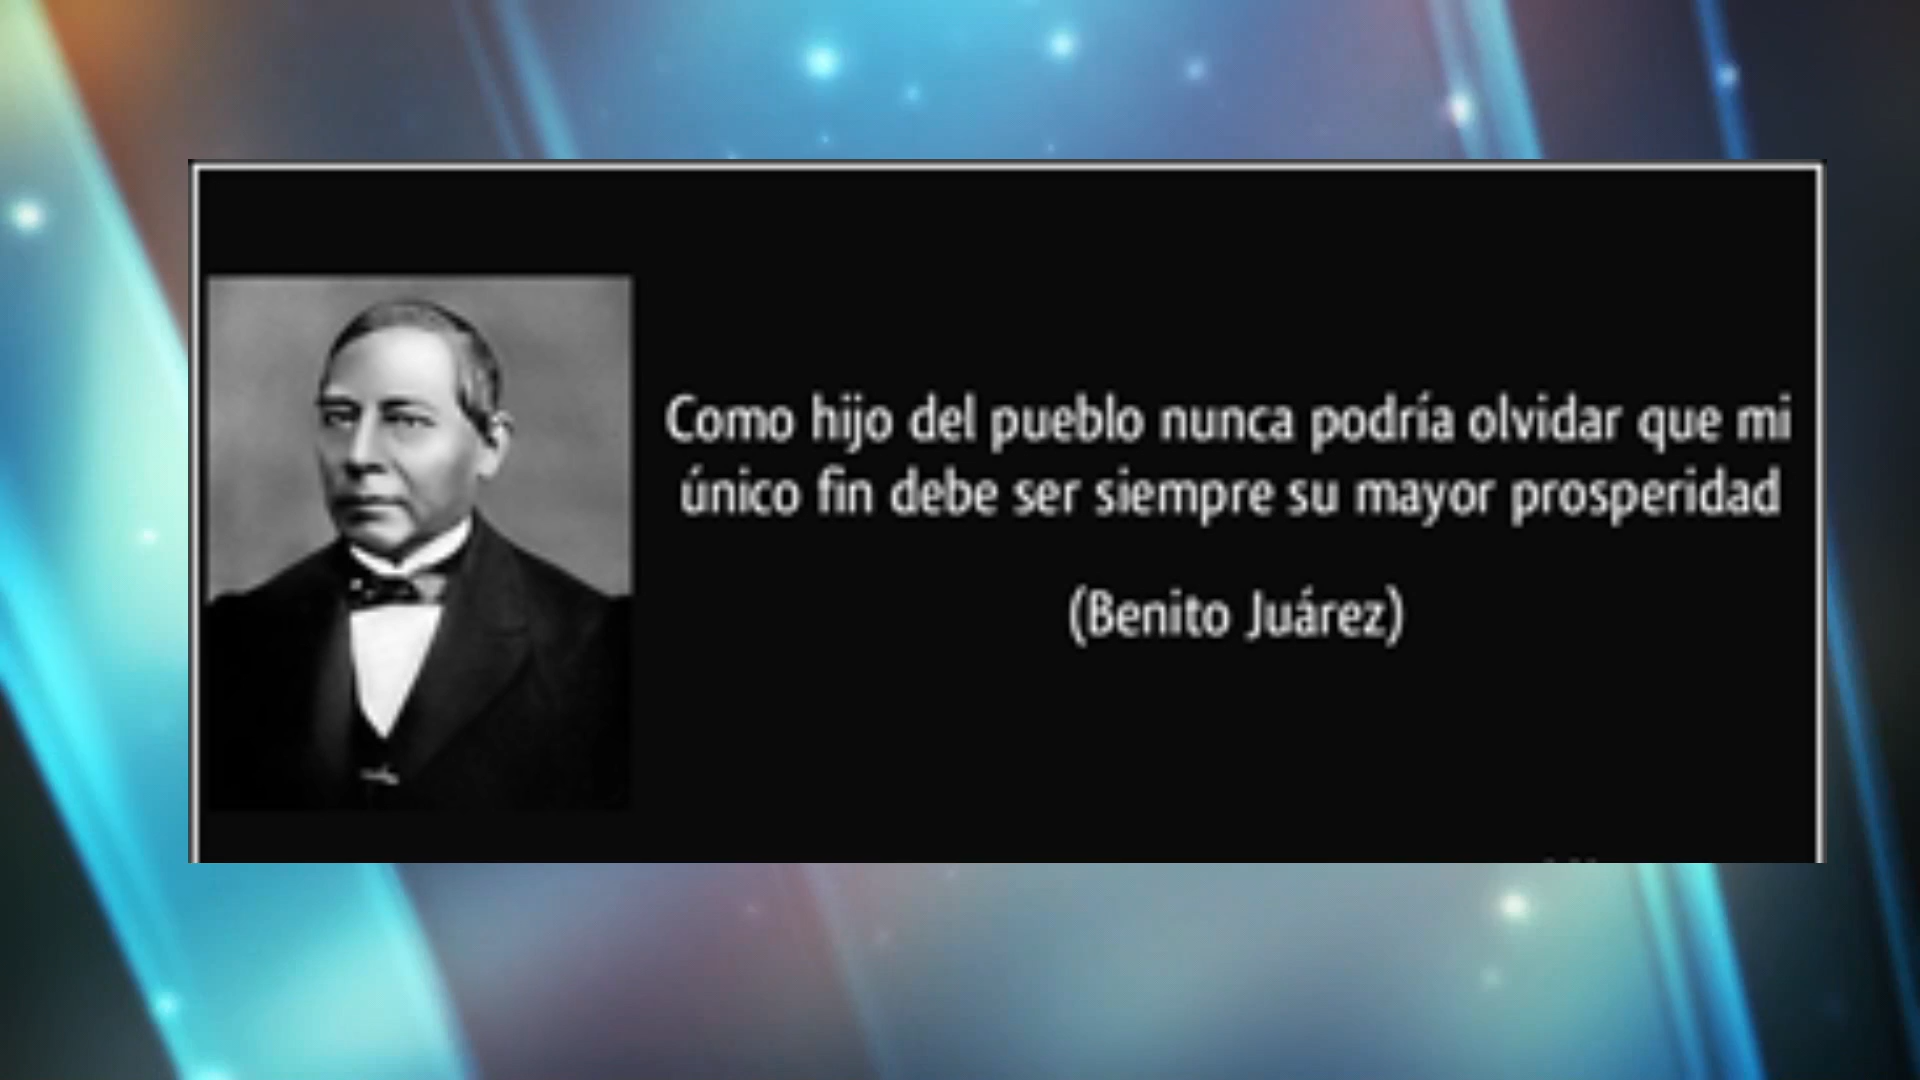 Como hijo del pueblo nunca podría olvidar que mi
único fin debe ser siempre su mayor prosperidad
(Benito Juárez)